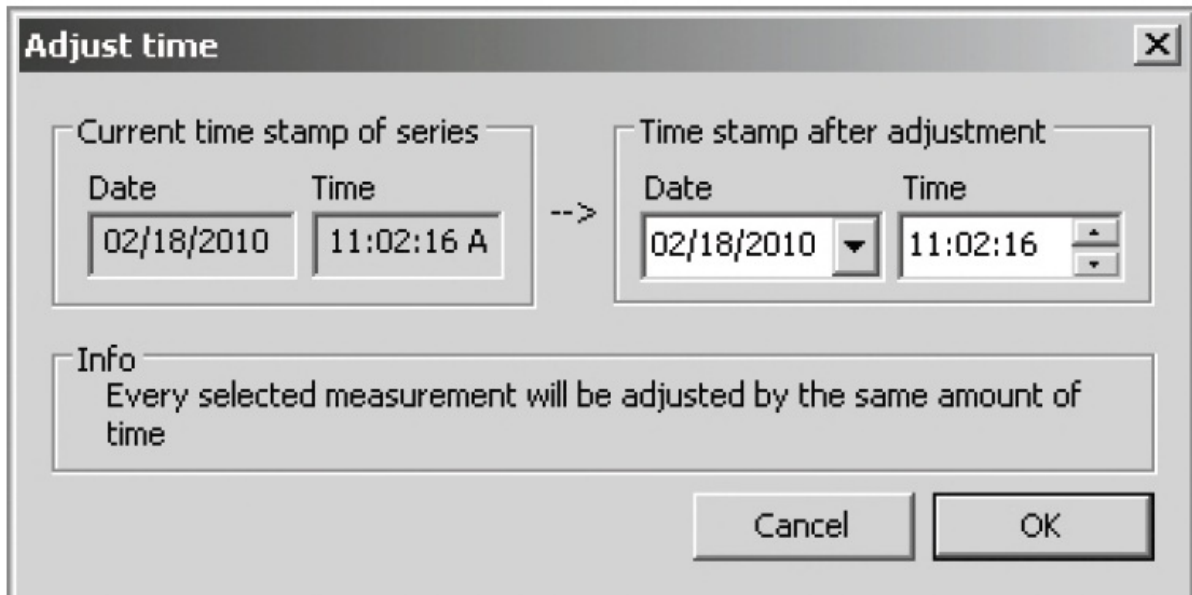 Adjust time
Current time stamp of series
Date Time
02/18/2010 11:02:16 A
-->
Time stamp after adjustment
Date Time
02/18/2010 11:02:16
Info
Every selected measurement will be adjusted by the same amount of
time
Cancel OK